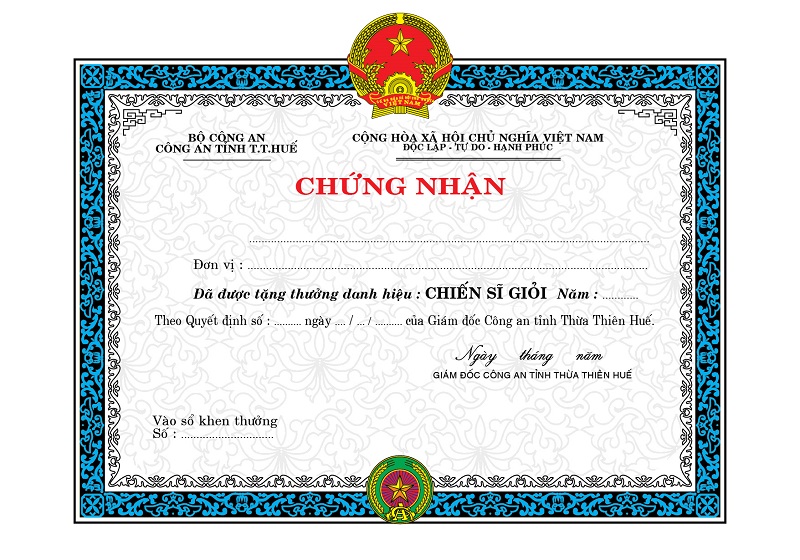 BỘ CÔNG AN
CÔNG AN TỈNH T.T.HUẾ
CỘNG HÒA XÃ HỘI CHỦ NGHĨA VIỆT NAM
ĐỘC LẬP - TỰ DO - HẠNH PHÚC
CHỨNG NHẬN
Đơn vị : ..............................
Đã được tặng thưởng danh hiệu : CHIẾN SĨ GIỎI Năm : ............
Theo Quyết định số : .......... ngày .... / ... / .......... của Giám đốc Công an tỉnh Thừa Thiên Huế.
Ngày tháng năm
GIÁM ĐỐC CÔNG AN TỈNH THỪA THIÊN HUẾ
Vào sổ khen thưởng
Số : ..............................
VIỆT NAM